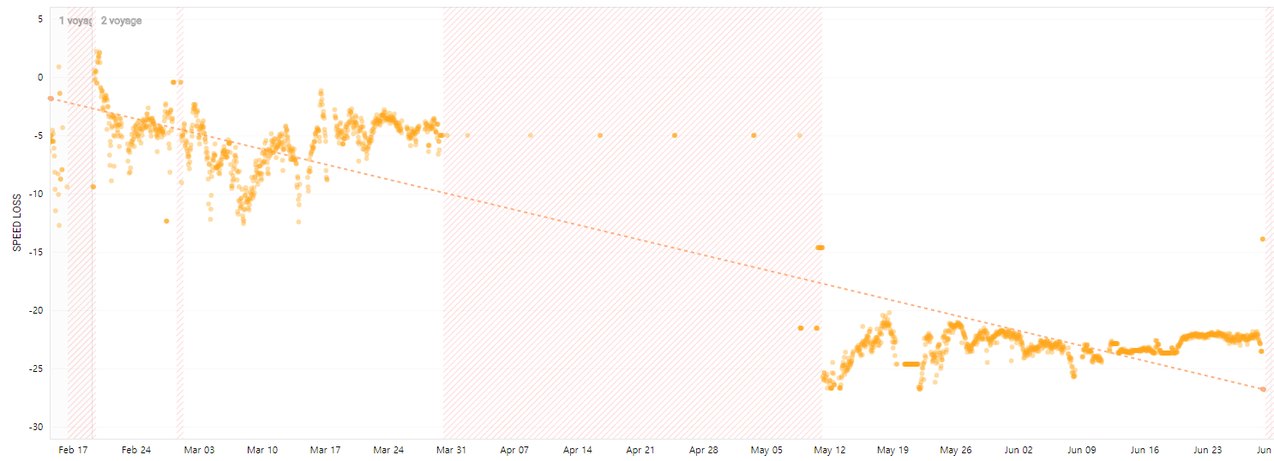 1 voyag
2 voyage
5
0
-5
-10
-15
-20
-25
-30
SPEED LOSS
Feb 17
Feb 24
Mar 03
Mar 10
Mar 17
Mar 24
Mar 31
Apr 07
Apr 14
Apr 21
Apr 28
May 05
May 12
May 19
May 26
Jun 02
Jun 09
Jun 16
Jun 23
Jun